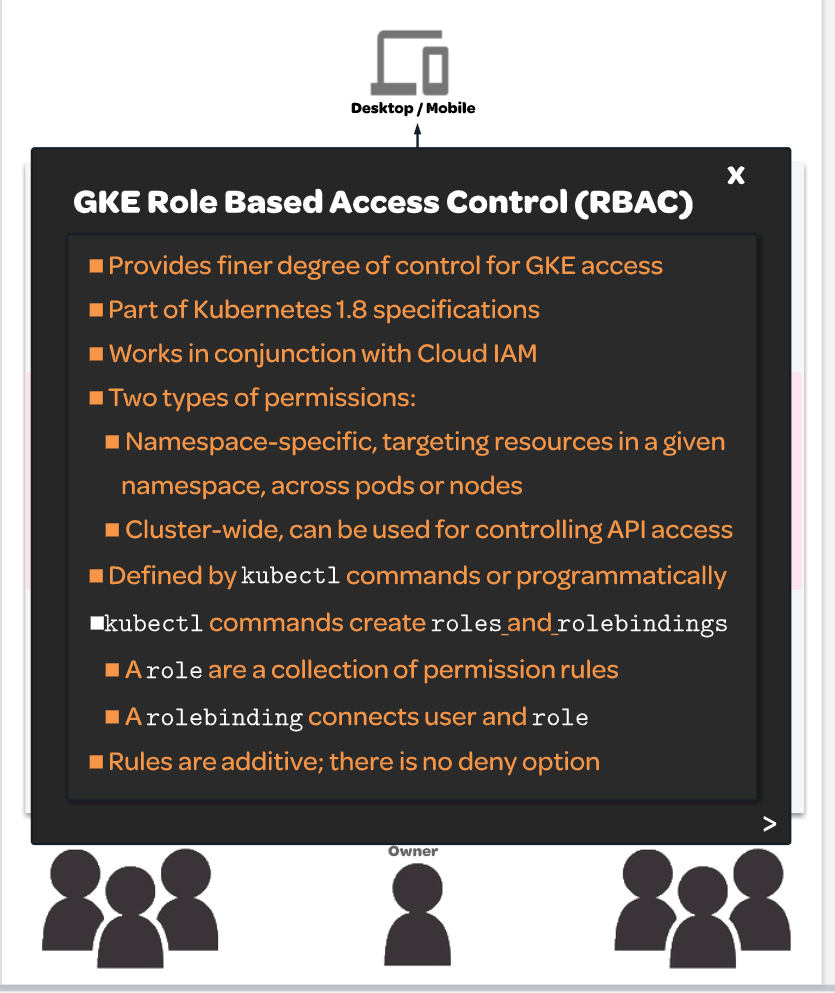 Desktop / Mobile
X
GKE Role Based Access Control (RBAC)
Provides finer degree of control for GKE access
Part of Kubernetes 1.8 specifications
Works in conjunction with Cloud IAM
Two types of permissions:
Namespace-specific, targeting resources in a given
namespace, across pods or nodes
Cluster-wide, can be used for controlling API access
Defined by kubectl commands or programmatically
kubectl commands create roles and rolebindings
A role are a collection of permission rules
A rolebinding connects user and role
Rules are additive; there is no deny option
>
Owner